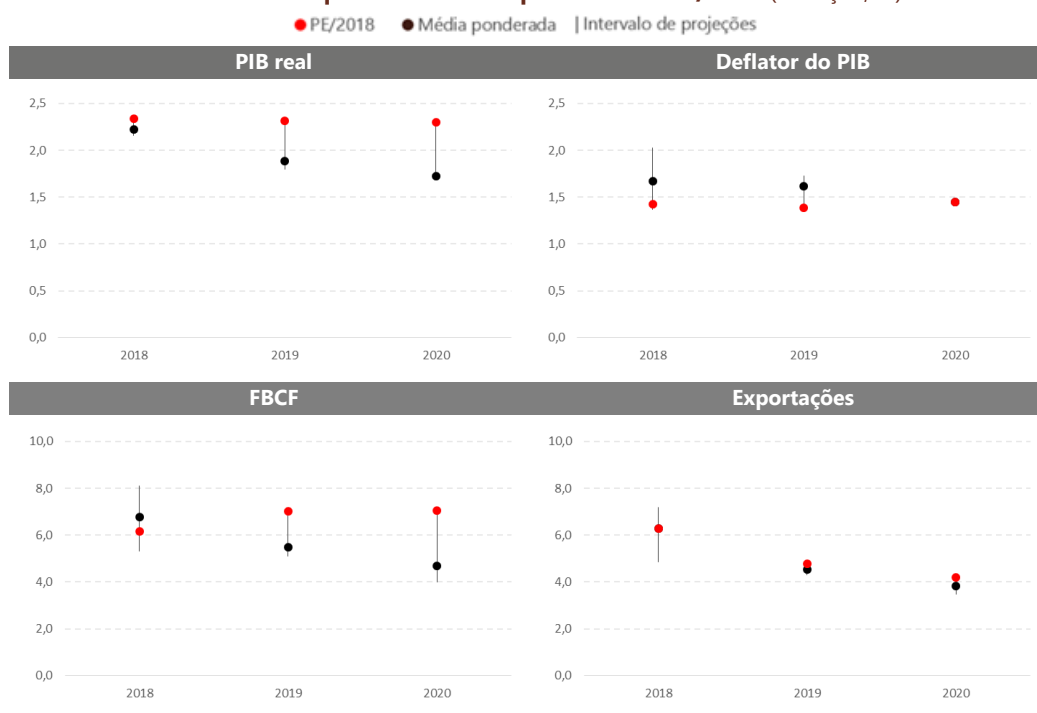 PE/2018 Média ponderada Intervalo de projeções
PIB real
2,5
2,0
1,5
1,0
0,5
0,0
2018 2019 2020
Deflator do PIB
2,5
2,0
1,5
1,0
0,5
0,0
2018 2019 2020
FBCF
10,0
8,0
6,0
4,0
2,0
0,0
2018 2019 2020
Exportações
10,0
8,0
6,0
4,0
2,0
0,0
2018 2019 2020